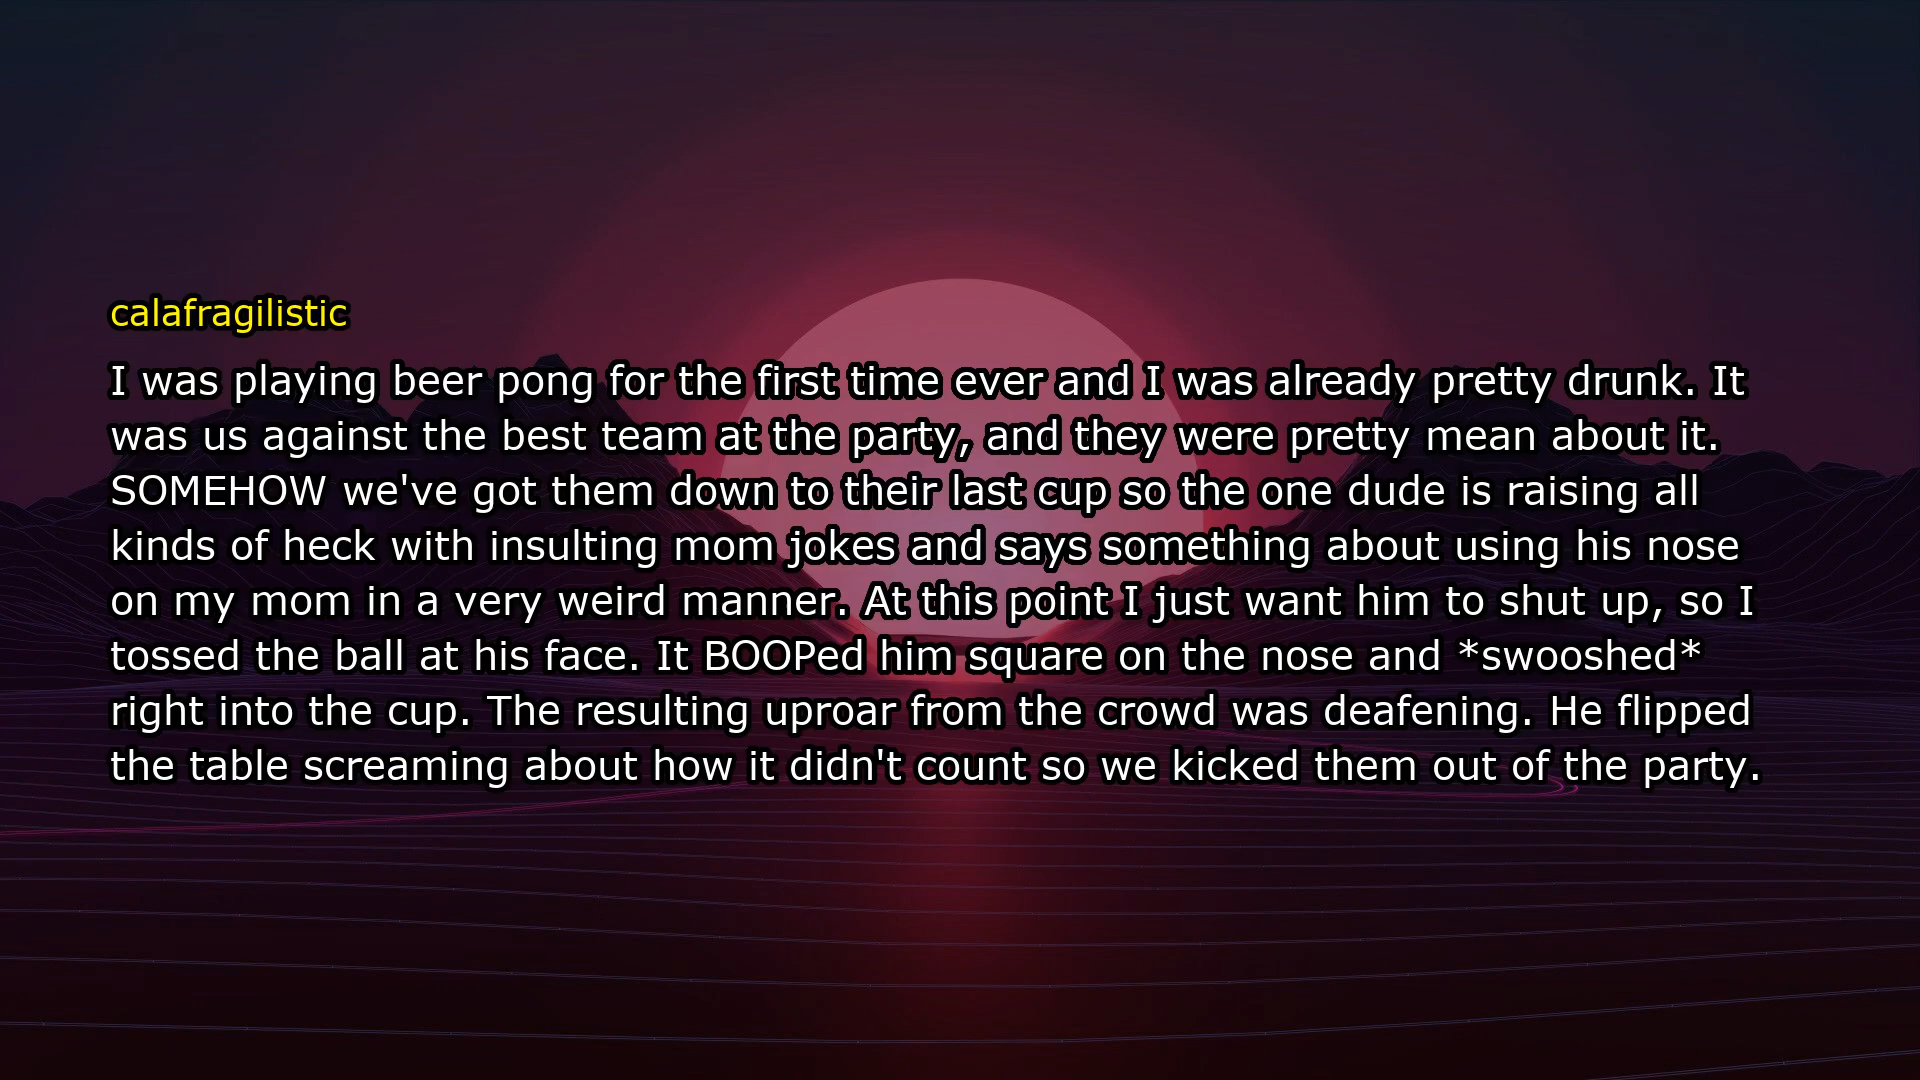 calafragilistic
I was playing beer pong for the first time ever and I was already pretty drunk. It
was us against the best team at the party, and they were pretty mean about it.
SOMEHOW we've got them down to their last cup so the one dude is raising all
kinds of heck with insulting mom jokes and says something about using his nose
on my mom in a very weird manner. At this point I just want him to shut up, so I
tossed the ball at his face. It BOOPed him square on the nose and *swooshed*
right into the cup. The resulting uproar from the crowd was deafening. He flipped
the table screaming about how it didn't count so we kicked them out of the party.